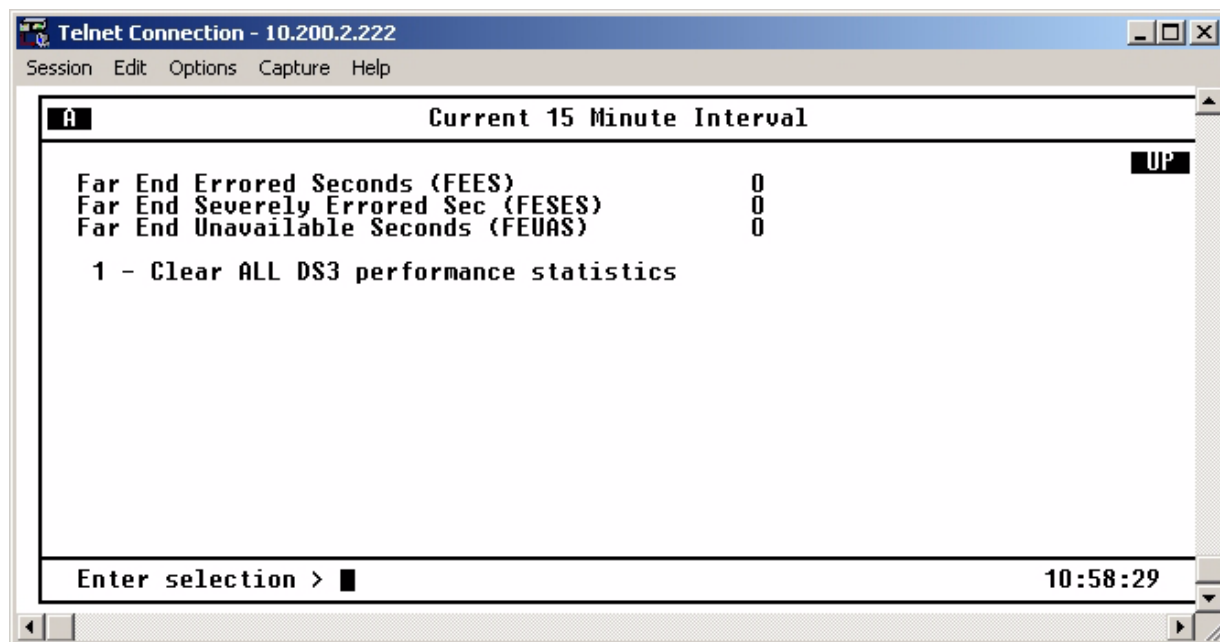 Telnet Connection - 10.200.2.222
Session Edit Options Capture Help
A Current 15 Minute Interval
UP
Far End Errored Seconds (FEES) 0
Far End Severely Errored Sec (FESES) 0
Far End Unavailable Seconds (FEUAS) 0
1 - Clear ALL DS3 performance statistics
Enter selection > 10:58:29